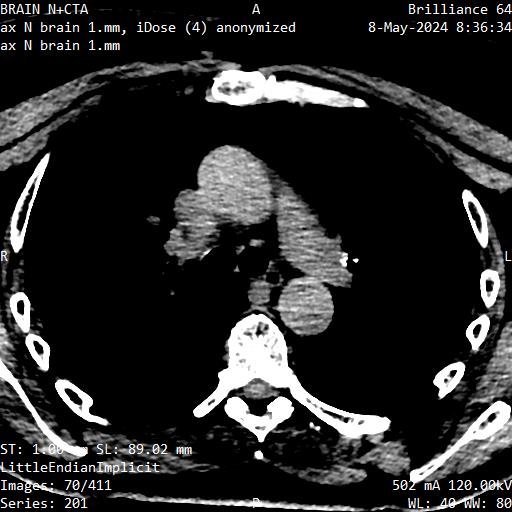 BRAIN N+CTA
A
Brilliance 64
ax N brain 1.mm, iDose (4) anonymized
8-May-2024 8:36:34
ax N brain 1.mm
R
L
ST: 1.00 mm SL: 89.02 mm
LittleEndianImplicit
Images: 70/411
502 mA 120.00kV
Series: 201
P
WL: 40 WW: 80